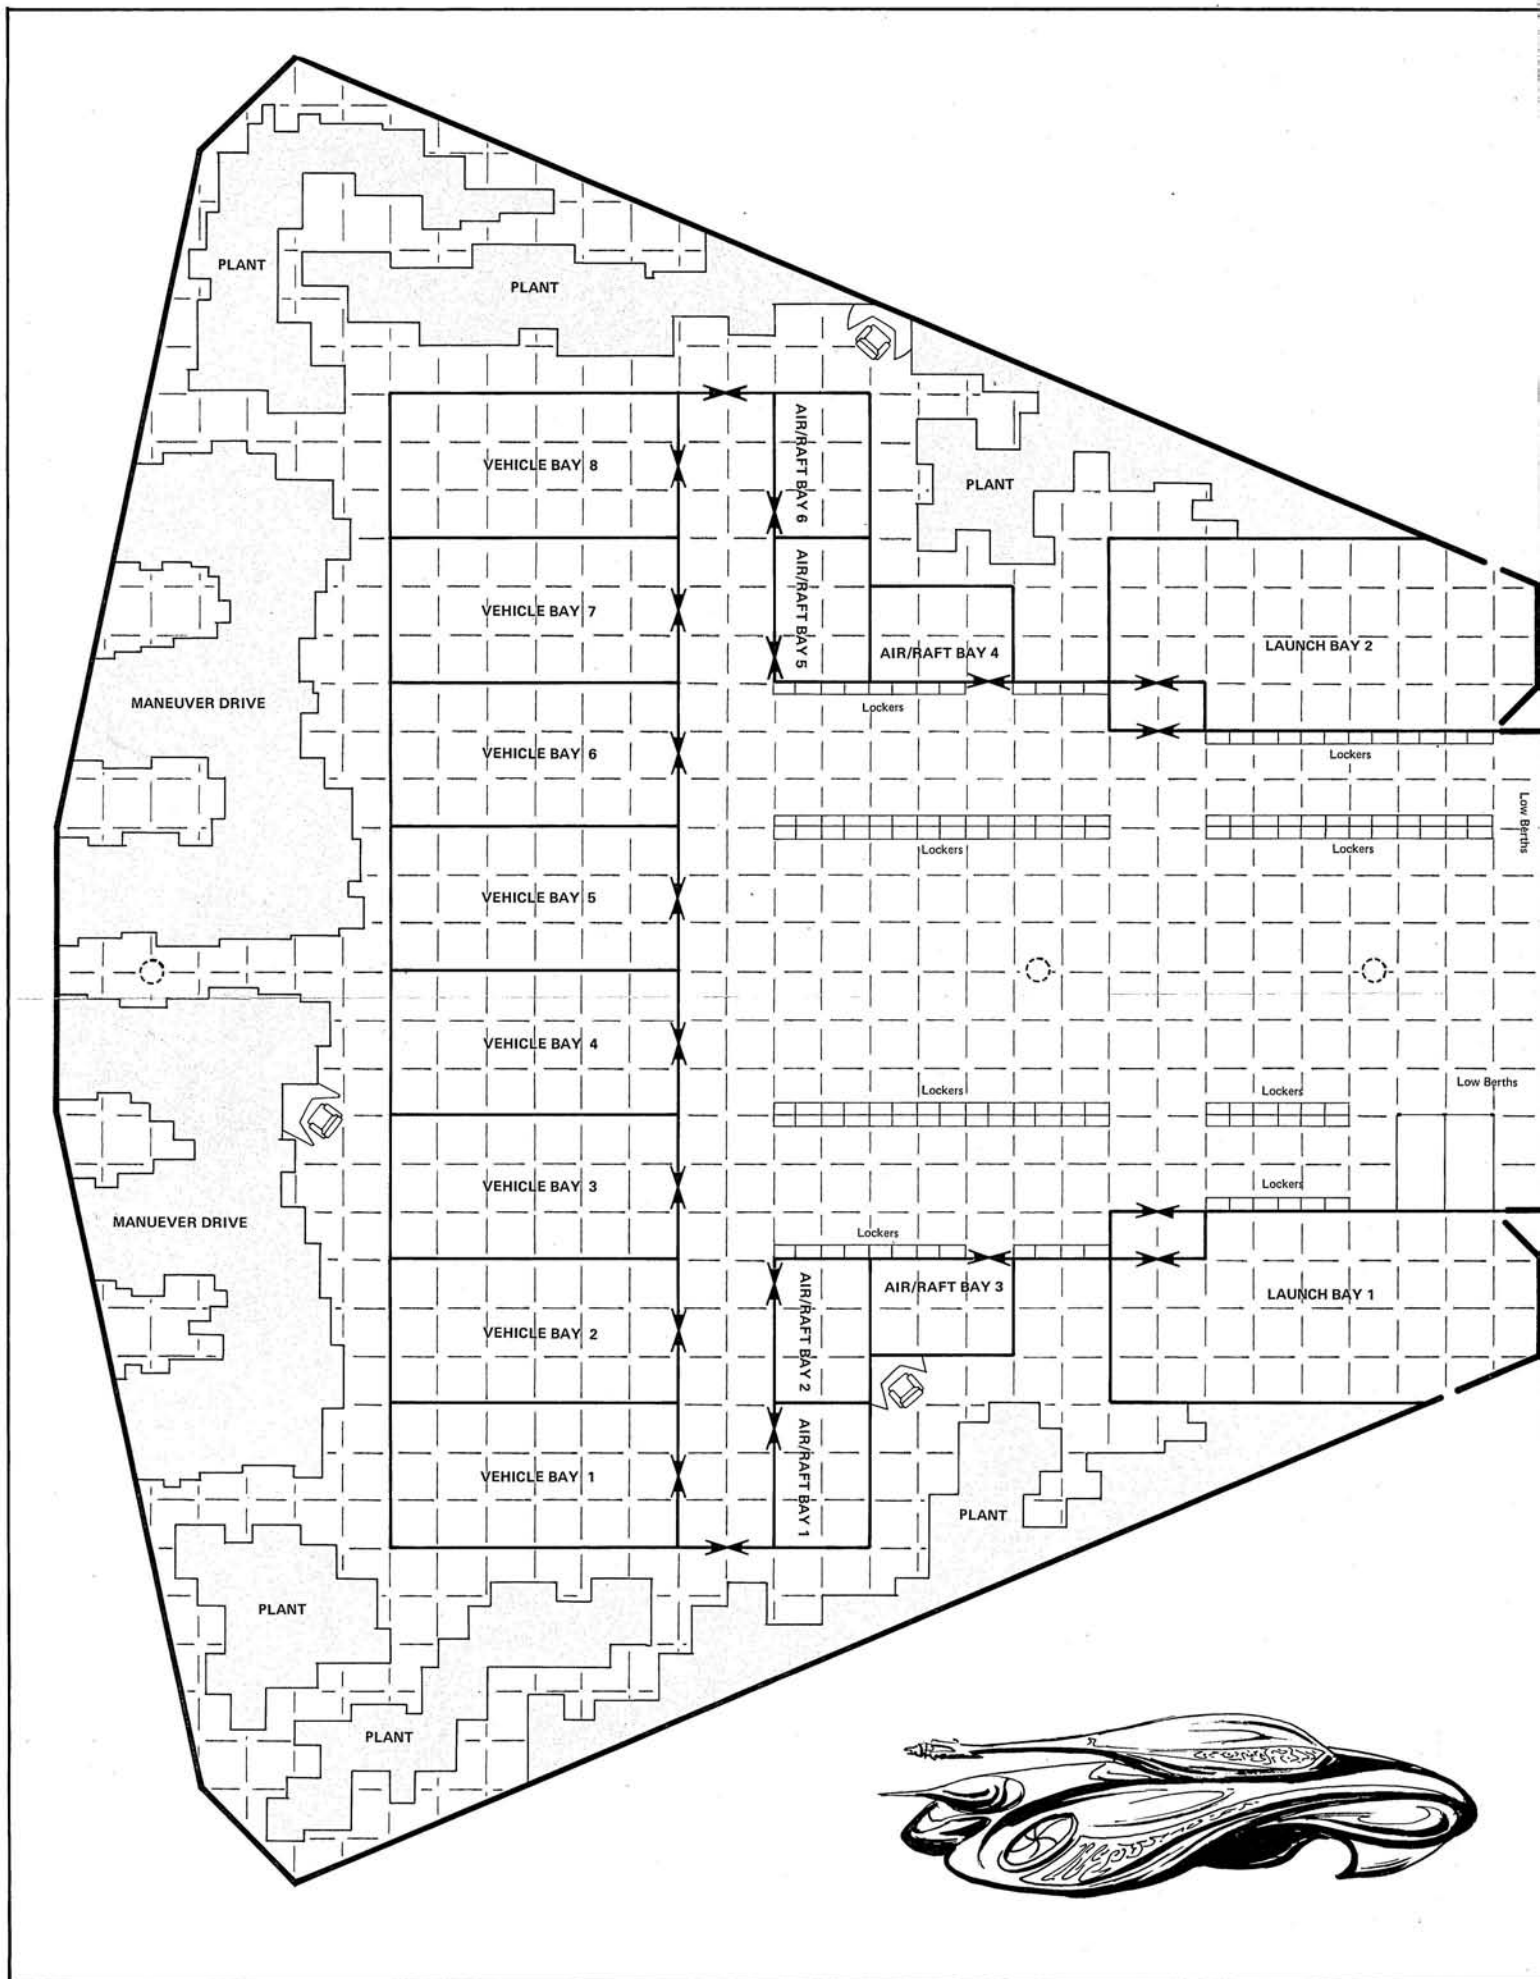 PLANT
PLANT
AIR/RAFT BAY 6
VEHICLE BAY 8
PLANT
AIR/RAFT BAY 5
VEHICLE BAY 7
LAUNCH BAY 2
AIR/RAFT BAY 4
MANEUVER DRIVE
Lockers
VEHICLE BAY 6
Lockers
Low Berths
Lockers
Lockers
VEHICLE BAY 5
VEHICLE BAY 4
Low Berths
Lockers
Lockers
VEHICLE BAY 3
Lockers
MANUEVER DRIVE
Lockers
AIR/RAFT BAY 3
LAUNCH BAY 1
AIR/RAFT BAY 2
VEHICLE BAY 2
VEHICLE BAY 1
AIR/RAFT BAY 1
PLANT
PLANT
PLANT